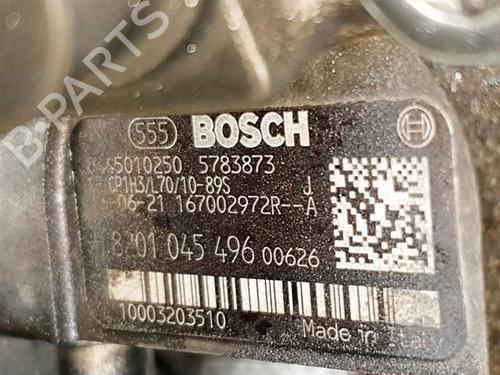 B-PARTS
555 BOSCH
0445010250 5783873
CP1H3/L70/10-89S J
06-21 167002972R--A
8201 045 496 00626
10003203510
Made in Italy